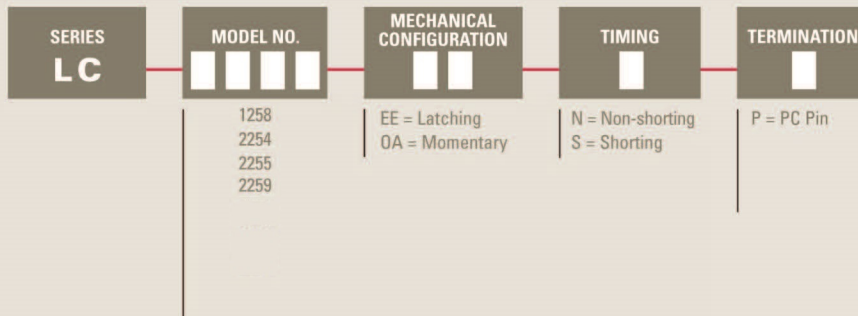 SERIES
LC
MODEL NO.
1258
2254
2255
2259
MECHANICAL
CONFIGURATION
EE = Latching
OA = Momentary
TIMING
N = Non-shorting
S = Shorting
TERMINATION
P = PC Pin